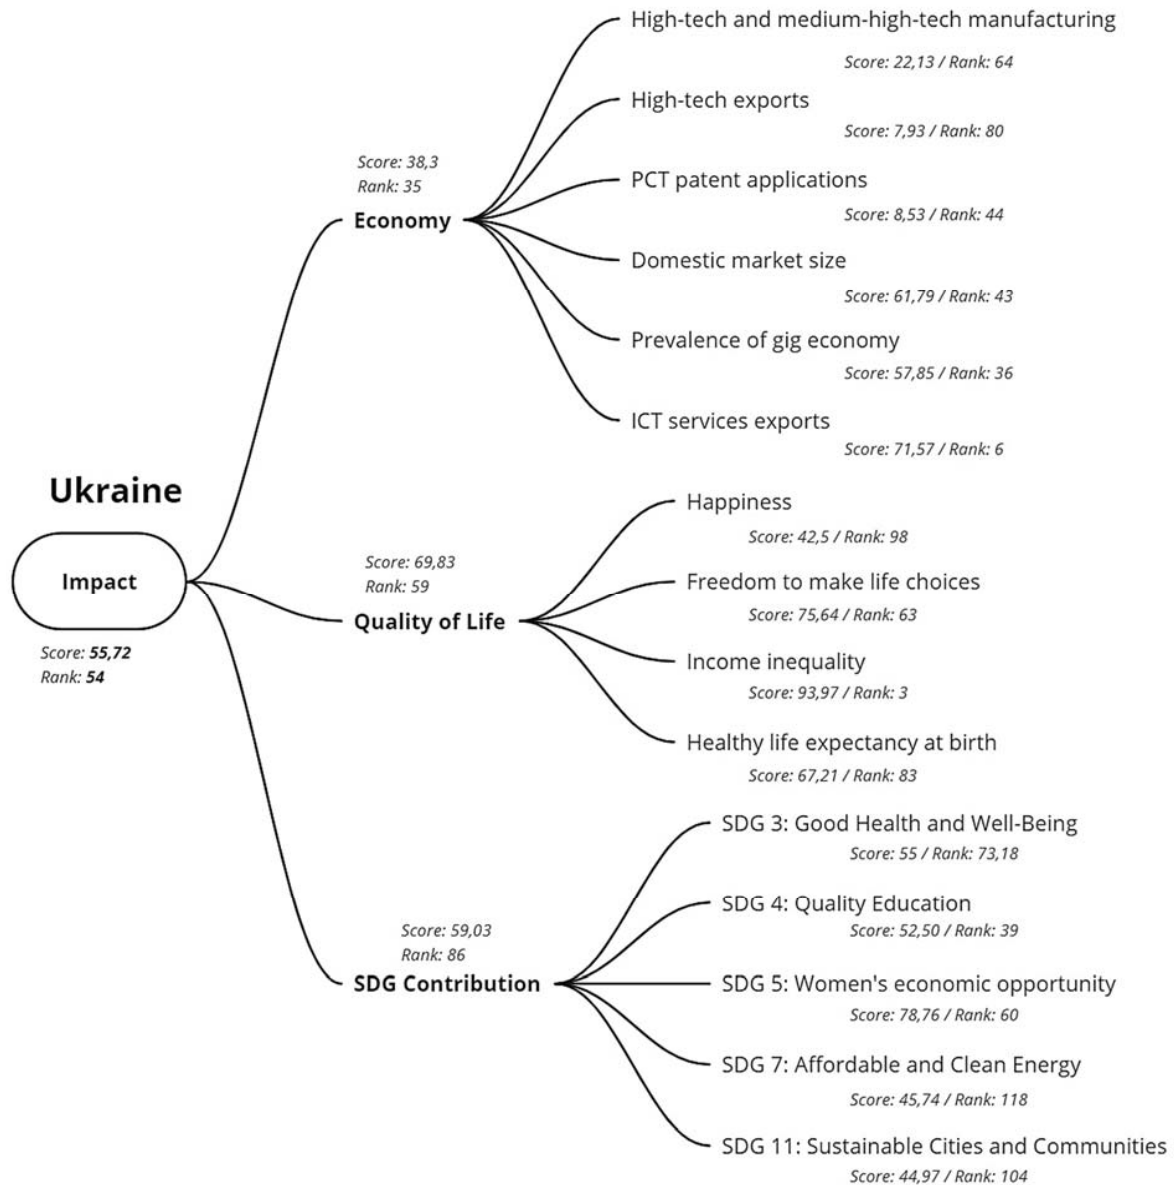 Ukraine
Impact
Score: 55,72
Rank: 54
Score: 38,3
Rank: 35
Economy
High-tech and medium-high-tech manufacturing
Score: 22,13 / Rank: 64
High-tech exports
Score: 7,93 / Rank: 80
PCT patent applications
Score: 8,53 / Rank: 44
Domestic market size
Score: 61,79 / Rank: 43
Prevalence of gig economy
Score: 57,85 / Rank: 36
ICT services exports
Score: 71,57 / Rank: 6
Score: 69,83
Rank: 59
Quality of Life
Happiness
Score: 42,5 / Rank: 98
Freedom to make life choices
Score: 75,64 / Rank: 63
Income inequality
Score: 93,97 / Rank: 3
Healthy life expectancy at birth
Score: 67,21 / Rank: 83
Score: 59,03
Rank: 86
SDG Contribution
SDG 3: Good Health and Well-Being
Score: 55 / Rank: 73,18
SDG 4: Quality Education
Score: 52,50 / Rank: 39
SDG 5: Women's economic opportunity
Score: 78,76 / Rank: 60
SDG 7: Affordable and Clean Energy
Score: 45,74 / Rank: 118
SDG 11: Sustainable Cities and Communities
Score: 44,97 / Rank: 104